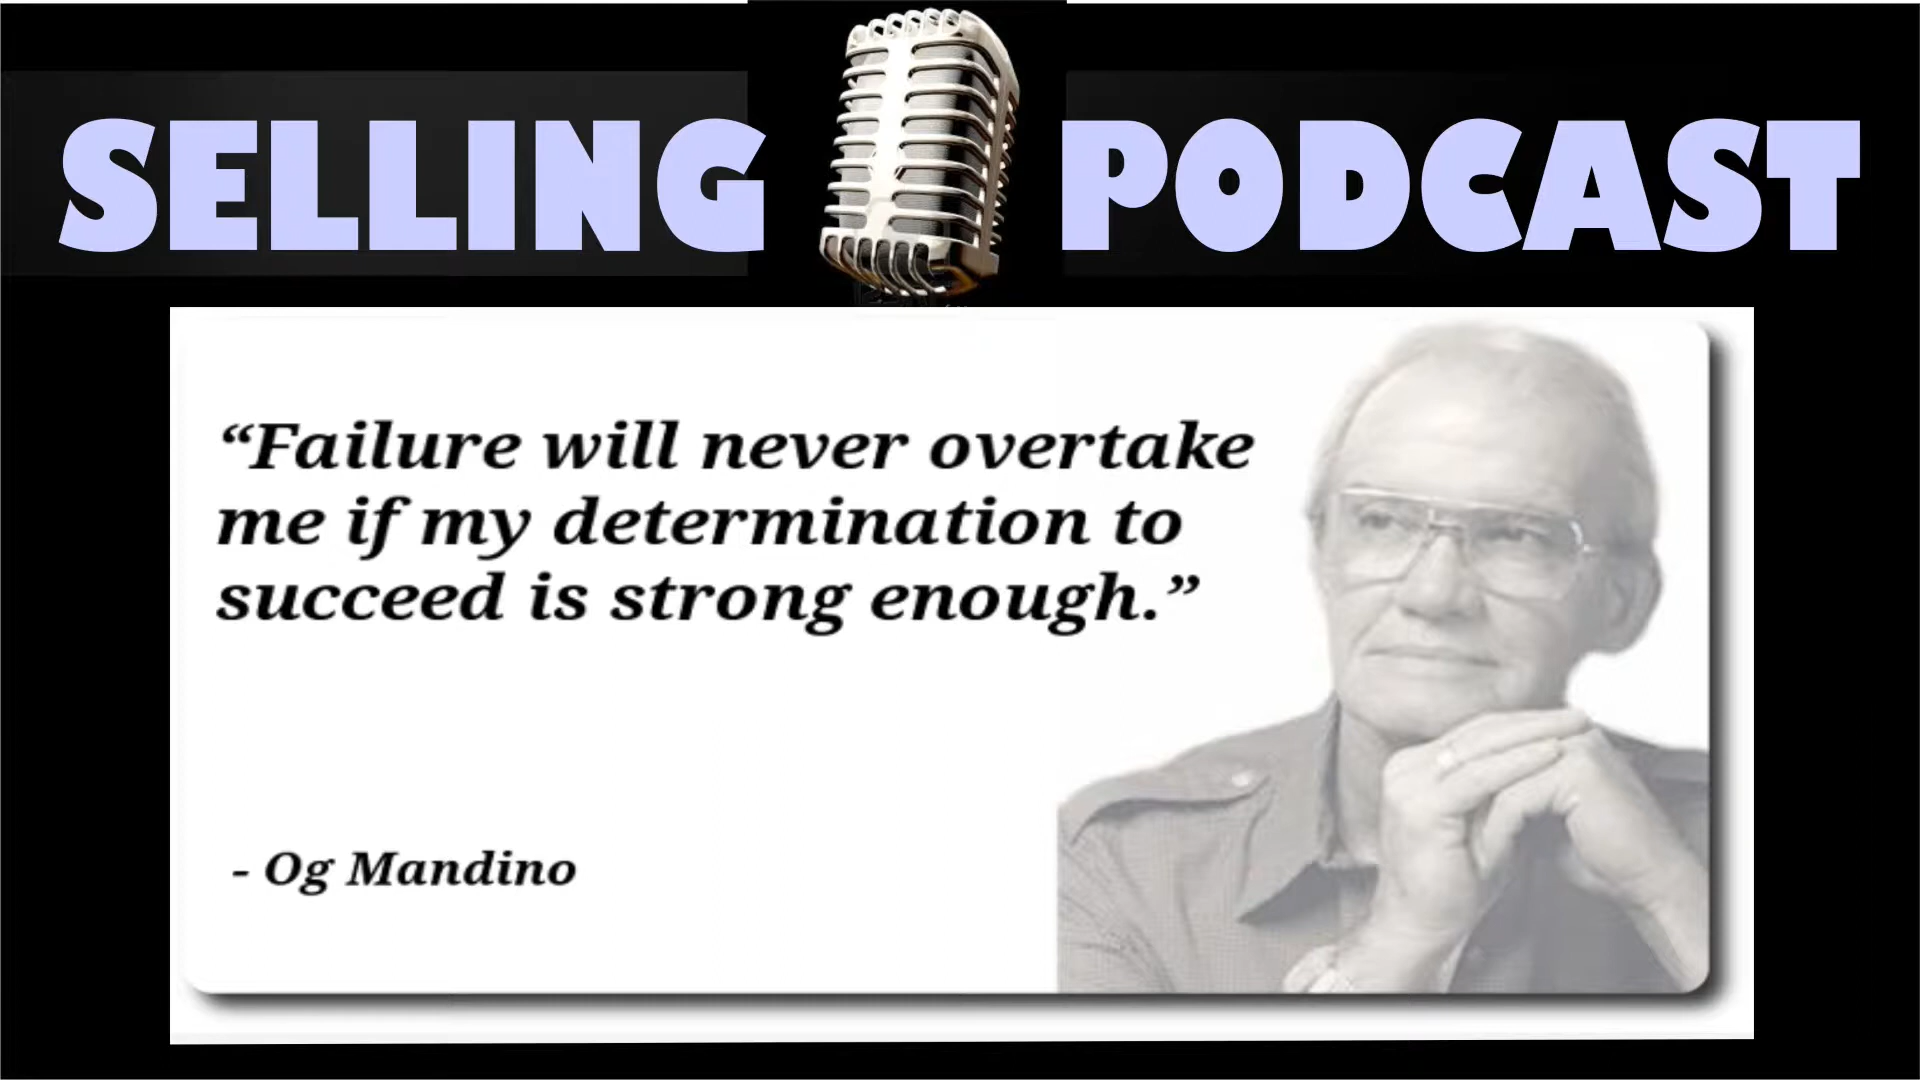 SELLING PODCAST
“Failure will never overtake
me if my determination to
succeed is strong enough.”
- Og Mandino